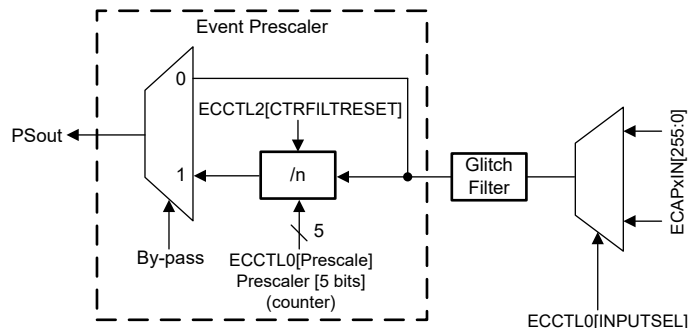 Event Prescaler
0
ECCTL2[CTRFILTRESET]
PSout
1
/n
Glitch
Filter
ECAPxIN[255:0]
5
By-pass
ECCTL0[Prescale]
Prescaler [5 bits]
(counter)
ECCTL0[INPUTSEL]